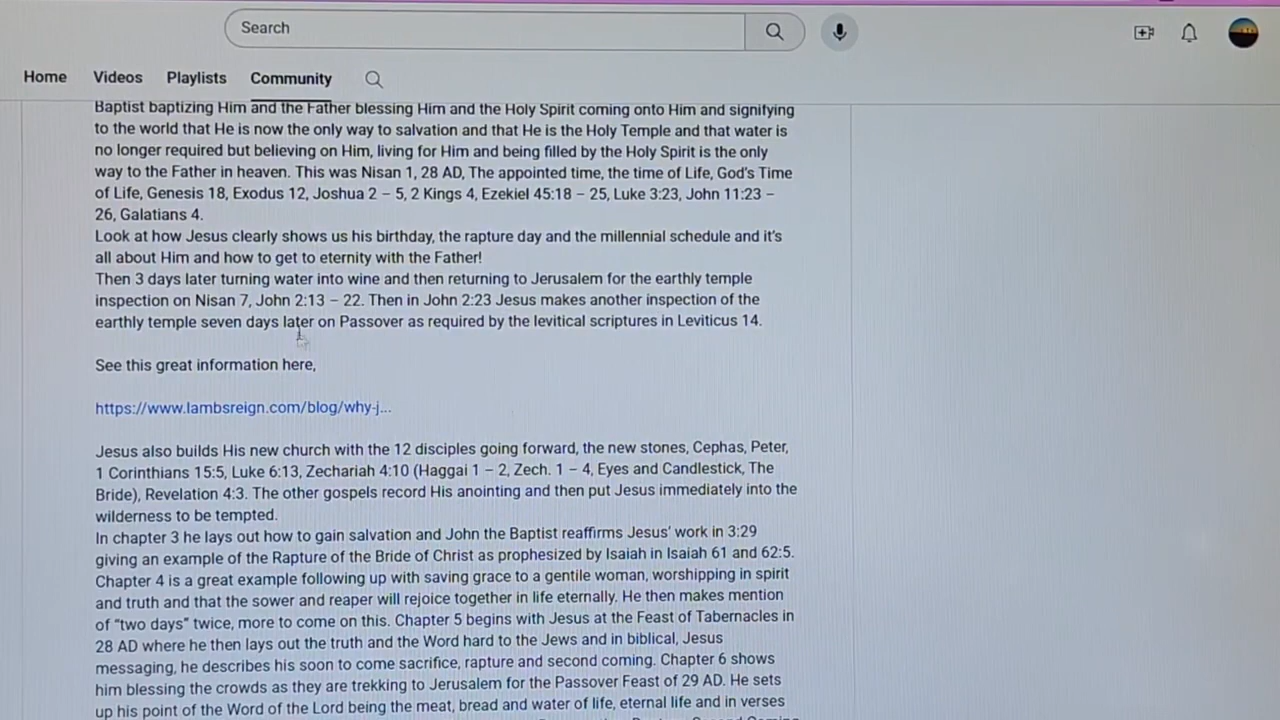 Search
Home Videos Playlists Community
Baptist baptizing Him and the Father blessing Him and the Holy Spirit coming onto Him and signifying
to the world that He is now the only way to salvation and that He is the Holy Temple and that water is
no longer required but believing on Him, living for Him and being filled by the Holy Spirit is the only
way to the Father in heaven. This was Nisan 1, 28 AD, The appointed time, the time of Life, God's Time
of Life, Genesis 18, Exodus 12, Joshua 2 – 5, 2 Kings 4, Ezekiel 45:18 – 25, Luke 3:23, John 11:23 –
26, Galatians 4.
Look at how Jesus clearly shows us his birthday, the rapture day and the millennial schedule and it's
all about Him and how to get to eternity with the Father!
Then 3 days later turning water into wine and then returning to Jerusalem for the earthly temple
inspection on Nisan 7, John 2:13 – 22. Then in John 2:23 Jesus makes another inspection of the
earthly temple seven days later on Passover as required by the levitical scriptures in Leviticus 14.
See this great information here,
https://www.lambsreign.com/blog/why-j...
Jesus also builds His new church with the 12 disciples going forward, the new stones, Cephas, Peter,
1 Corinthians 15:5, Luke 6:13, Zechariah 4:10 (Haggai 1 – 2, Zech. 1 – 4, Eyes and Candlestick, The
Bride), Revelation 4:3. The other gospels record His anointing and then put Jesus immediately into the
wilderness to be tempted.
In chapter 3 he lays out how to gain salvation and John the Baptist reaffirms Jesus' work in 3:29
giving an example of the Rapture of the Bride of Christ as prophesized by Isaiah in Isaiah 61 and 62:5.
Chapter 4 is a great example following up with saving grace to a gentile woman, worshipping in spirit
and truth and that the sower and reaper will rejoice together in life eternally. He then makes mention
of "two days" twice, more to come on this. Chapter 5 begins with Jesus at the Feast of Tabernacles in
28 AD where he then lays out the truth and the Word hard to the Jews and in biblical, Jesus
messaging, he describes his soon to come sacrifice, rapture and second coming. Chapter 6 shows
him blessing the crowds as they are trekking to Jerusalem for the Passover Feast of 29 AD. He sets
up his point of the Word of the Lord being the meat, bread and water of life, eternal life and in verses